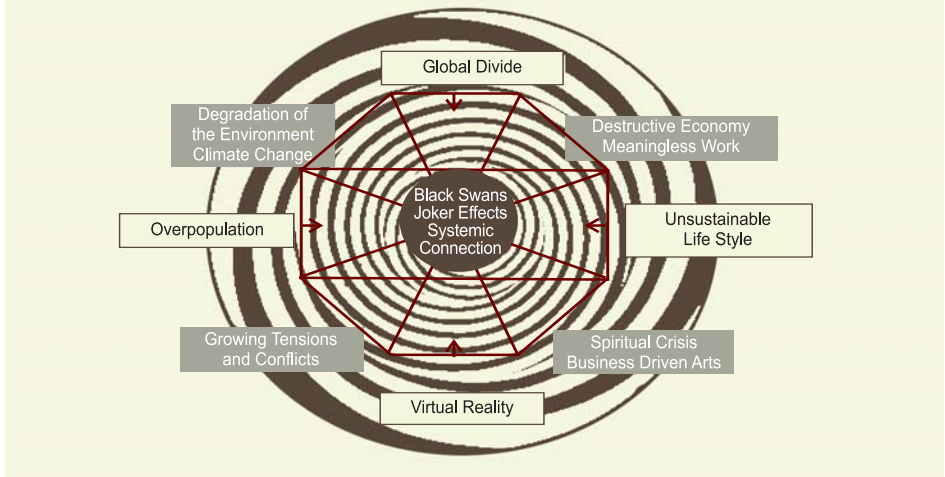 Global Divide
Degradation of
the Environment
Climate Change
Destructive Economy
Meaningless Work
Black Swans
Joker Effects
Systemic
Connection
Overpopulation
Unsustainable
Life Style
Growing Tensions
and Conflicts
Spiritual Crisis
Business Driven Arts
Virtual Reality